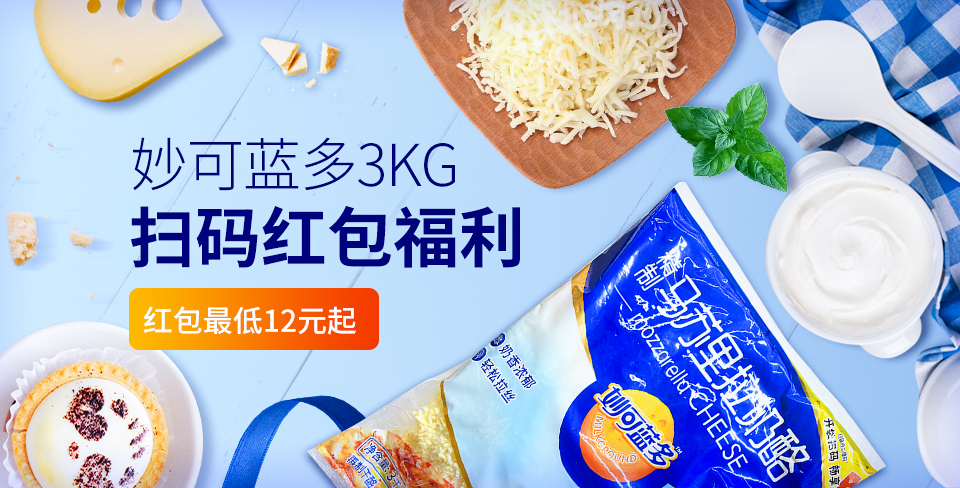 妙可蓝多3KG
扫码红包福利
红包最低12元起
马苏里拉奶酪
Mozzarella CHEESE
奶香浓郁
轻松拉丝
妙可蓝多
MILKGROUND